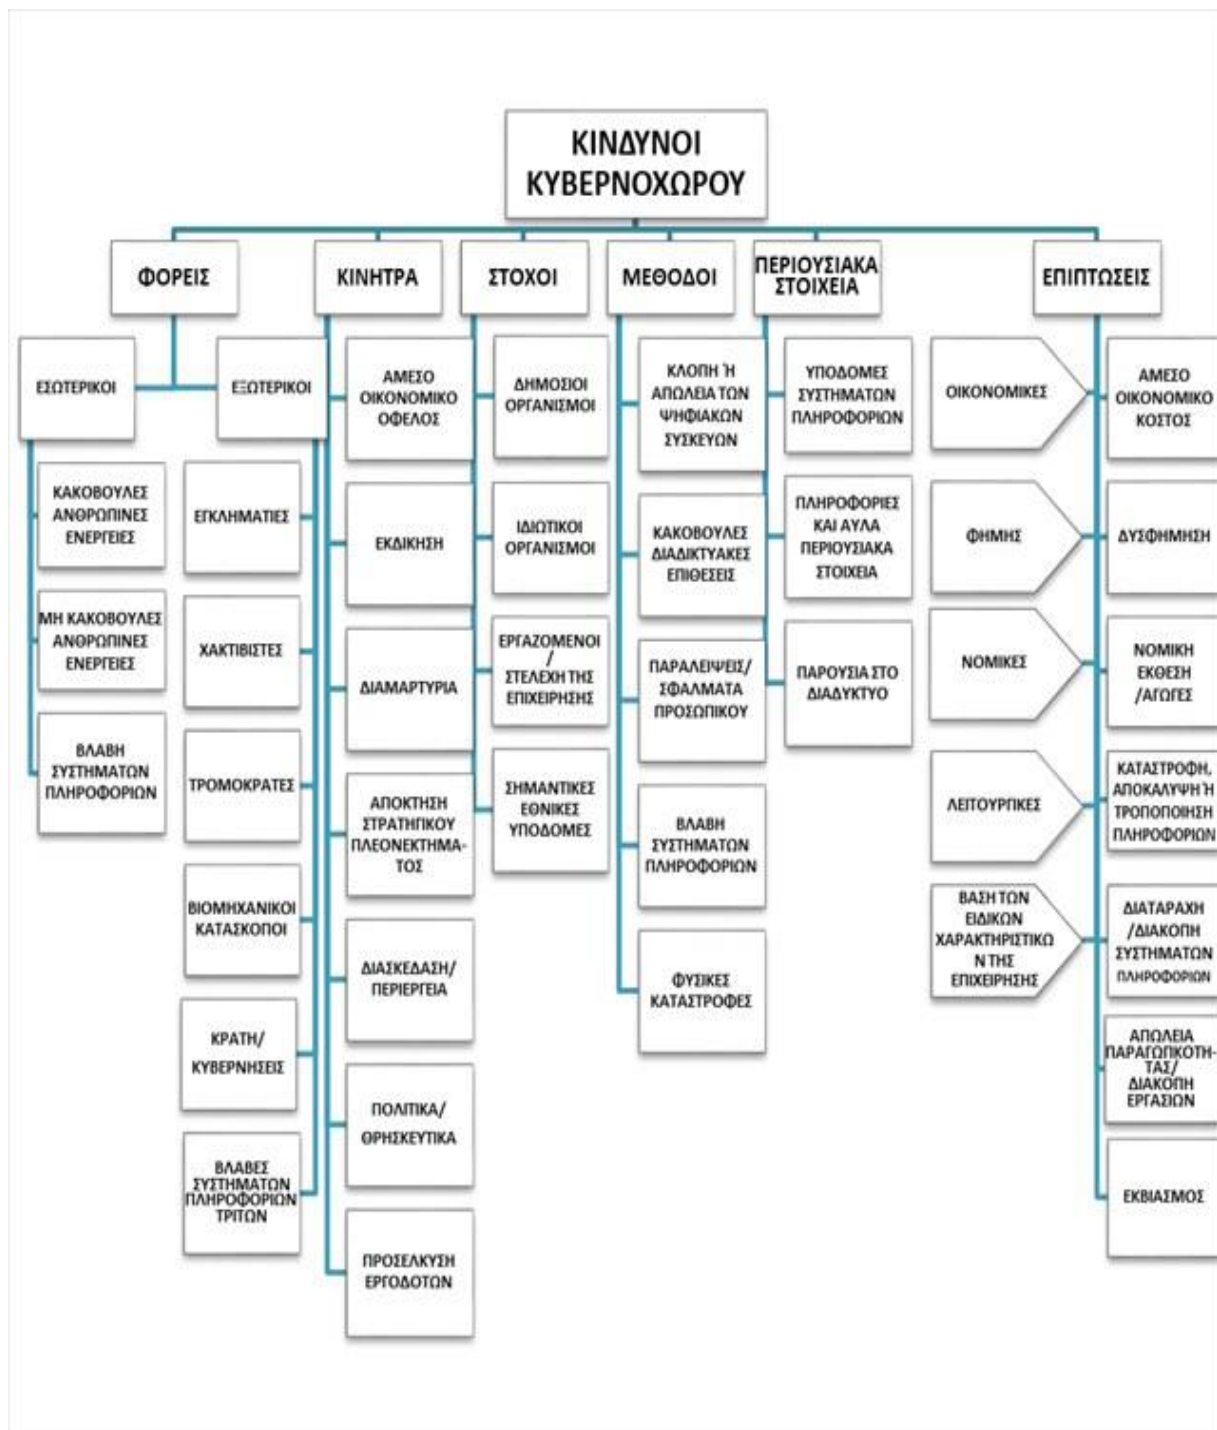 ΚΙΝΔΥΝΟΙ
ΚΥΒΕΡΝΟΧΩΡΟΥ
ΦΟΡΕΙΣ
ΕΣΩΤΕΡΙΚΟΙ
ΚΑΚΟΒΟΥΛΕΣ
ΑΝΘΡΩΠΙΝΕΣ
ΕΝΕΡΓΕΙΕΣ
ΜΗ ΚΑΚΟΒΟΥΛΕΣ
ΑΝΘΡΩΠΙΝΕΣ
ΕΝΕΡΓΕΙΕΣ
ΒΛΑΒΗ
ΣΥΣΤΗΜΑΤΩΝ
ΠΛΗΡΟΦΟΡΙΩΝ
ΕΞΩΤΕΡΙΚΟΙ
ΕΓΚΛΗΜΑΤΙΕΣ
ΧΑΚΤΙΒΙΣΤΕΣ
ΤΡΟΜΟΚΡΑΤΕΣ
ΒΙΟΜΗΧΑΝΙΚΟΙ
ΚΑΤΑΣΚΟΠΟΙ
ΚΡΑΤΗ/
ΚΥΒΕΡΝΗΣΕΙΣ
ΒΛΑΒΕΣ
ΣΥΣΤΗΜΑΤΩΝ
ΠΛΗΡΟΦΟΡΙΩΝ
ΤΡΙΤΩΝ
ΚΙΝΗΤΡΑ
ΑΜΕΣΟ
ΟΙΚΟΝΟΜΙΚΟ
ΟΦΕΛΟΣ
ΕΚΔΙΚΗΣΗ
ΔΙΑΜΑΡΤΥΡΙΑ
ΑΠΟΚΤΗΣΗ
ΣΤΡΑΤΗΓΙΚΟΥ
ΠΛΕΟΝΕΚΤΗΜΑ-
ΤΟΣ
ΔΙΑΣΚΕΔΑΣΗ/
ΠΕΡΙΕΡΓΕΙΑ
ΠΟΛΙΤΙΚΑ/
ΘΡΗΣΚΕΥΤΙΚΑ
ΠΡΟΣΕΛΚΥΣΗ
ΕΡΓΟΔΟΤΩΝ
ΣΤΟΧΟΙ
ΔΗΜΟΣΙΟΙ
ΟΡΓΑΝΙΣΜΟΙ
ΙΔΙΩΤΙΚΟΙ
ΟΡΓΑΝΙΣΜΟΙ
ΕΡΓΑΖΟΜΕΝΟΙ
/
ΣΤΕΛΕΧΗ ΤΗΣ
ΕΠΙΧΕΙΡΗΣΗΣ
ΣΗΜΑΝΤΙΚΕΣ
ΕΘΝΙΚΕΣ
ΥΠΟΔΟΜΕΣ
ΜΕΘΟΔΟΙ
ΚΛΟΠΗ Ή
ΑΠΩΛΕΙΑ ΤΩΝ
ΨΗΦΙΑΚΩΝ
ΣΥΣΚΕΥΩΝ
ΚΑΚΟΒΟΥΛΕΣ
ΔΙΑΔΙΚΤΥΑΚΕΣ
ΕΠΙΘΕΣΕΙΣ
ΠΑΡΑΛΕΙΨΕΙΣ/
ΣΦΑΛΜΑΤΑ
ΠΡΟΣΩΠΙΚΟΥ
ΒΛΑΒΗ
ΣΥΣΤΗΜΑΤΩΝ
ΠΛΗΡΟΦΟΡΙΩΝ
ΦΥΣΙΚΕΣ
ΚΑΤΑΣΤΡΟΦΕΣ
ΠΕΡΙΟΥΣΙΑΚΑ
ΣΤΟΙΧΕΙΑ
ΥΠΟΔΟΜΕΣ
ΣΥΣΤΗΜΑΤΩΝ
ΠΛΗΡΟΦΟΡΙΩΝ
ΠΛΗΡΟΦΟΡΙΕΣ
ΚΑΙ ΑΥΛΑ
ΠΕΡΙΟΥΣΙΑΚΑ
ΣΤΟΙΧΕΙΑ
ΠΑΡΟΥΣΙΑ ΣΤΟ
ΔΙΑΔΥΚΤΥΟ
ΕΠΙΠΤΩΣΕΙΣ
ΟΙΚΟΝΟΜΙΚΕΣ
ΦΗΜΗΣ
ΝΟΜΙΚΕΣ
ΛΕΙΤΟΥΡΓΙΚΕΣ
ΒΑΣΗ ΤΩΝ
ΕΙΔΙΚΩΝ
ΧΑΡΑΚΤΗΡΙΣΤΙΚΩ
Ν ΤΗΣ
ΕΠΙΧΕΙΡΗΣΗΣ
ΑΜΕΣΟ
ΟΙΚΟΝΟΜΙΚΟ
ΚΟΣΤΟΣ
ΔΥΣΦΗΜΗΣΗ
ΝΟΜΙΚΗ
ΕΚΘΕΣΗ
/ΑΓΩΓΕΣ
ΚΑΤΑΣΤΡΟΦΗ,
ΑΠΟΚΑΛΥΨΗ Ή
ΤΡΟΠΟΠΟΙΗΣΗ
ΠΛΗΡΟΦΟΡΙΩΝ
ΔΙΑΤΑΡΑΧΗ
/ΔΙΑΚΟΠΗ
ΣΥΣΤΗΜΑΤΩΝ
ΠΛΗΡΟΦΟΡΙΩΝ
ΑΠΩΛΕΙΑ
ΠΑΡΑΓΩΓΙΚΟΤΗ-
ΤΑΣ/
ΔΙΑΚΟΠΗ
ΕΡΓΑΣΙΩΝ
ΕΚΒΙΑΣΜΟΣ